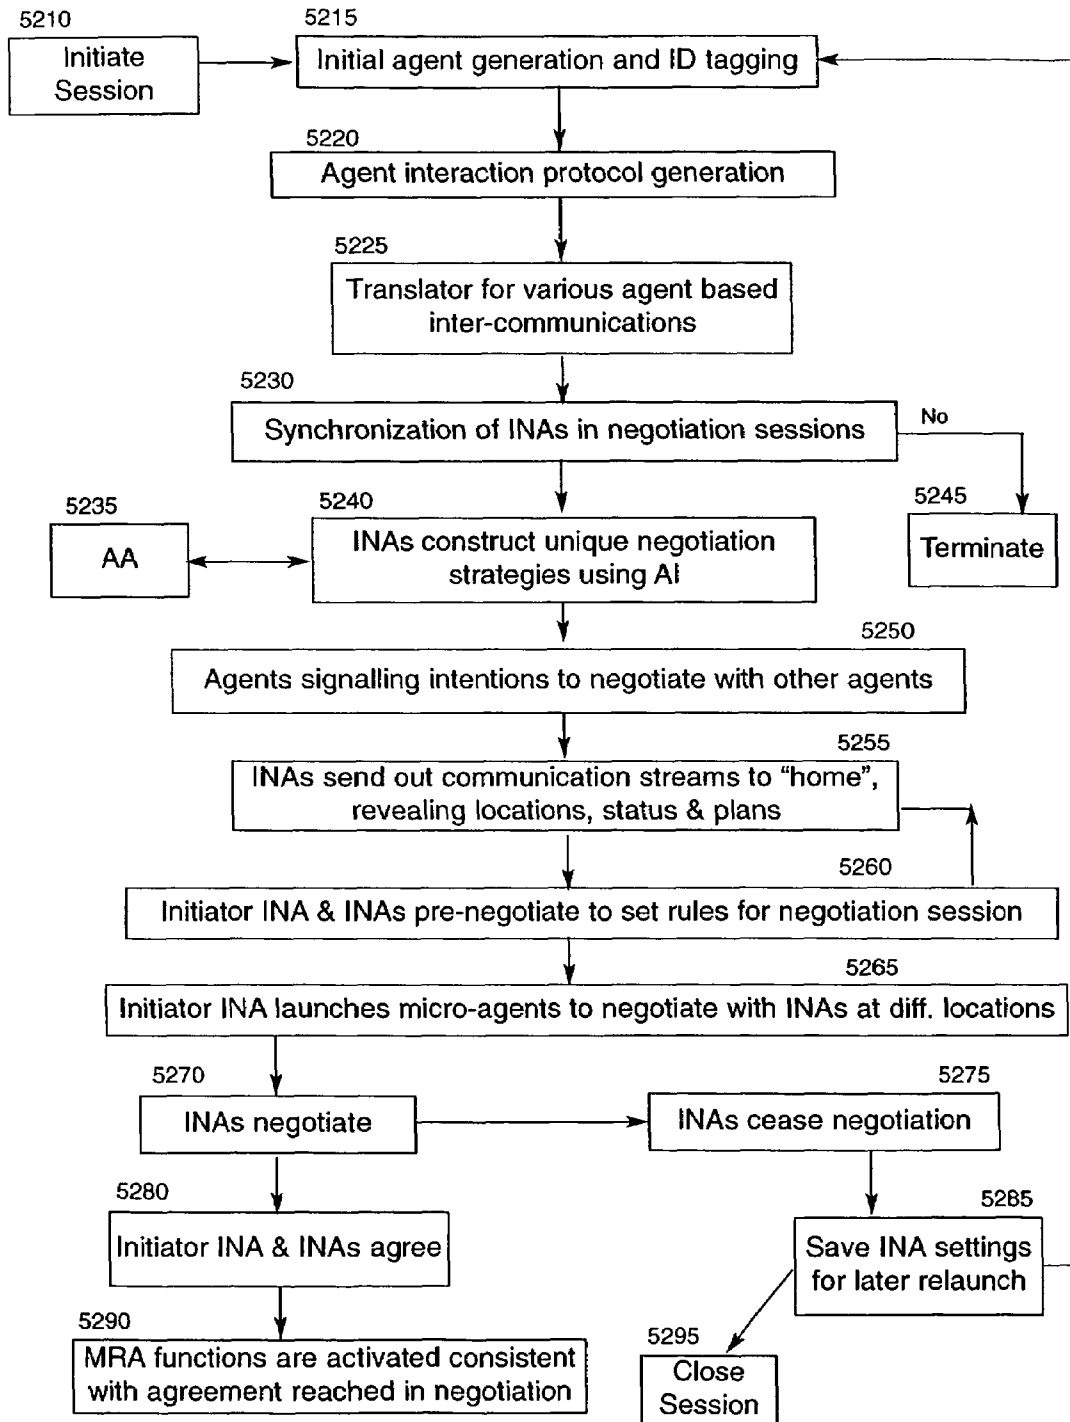 5210
Initiate
Session
5215
Initial agent generation and ID tagging
5220
Agent interaction protocol generation
5225
Translator for various agent based
inter-communications
5230
Synchronization of INAs in negotiation sessions
No
5235
AA
5240
INAs construct unique negotiation
strategies using AI
5245
Terminate
5250
Agents signalling intentions to negotiate with other agents
5255
INAs send out communication streams to “home”,
revealing locations, status & plans
5260
Initiator INA & INAs pre-negotiate to set rules for negotiation session
5265
Initiator INA launches micro-agents to negotiate with INAs at diff. locations
5270
INAs negotiate
5275
INAs cease negotiation
5280
Initiator INA & INAs agree
5285
Save INA settings
for later relaunch
5290
MRA functions are activated consistent
with agreement reached in negotiation
5295
Close
Session